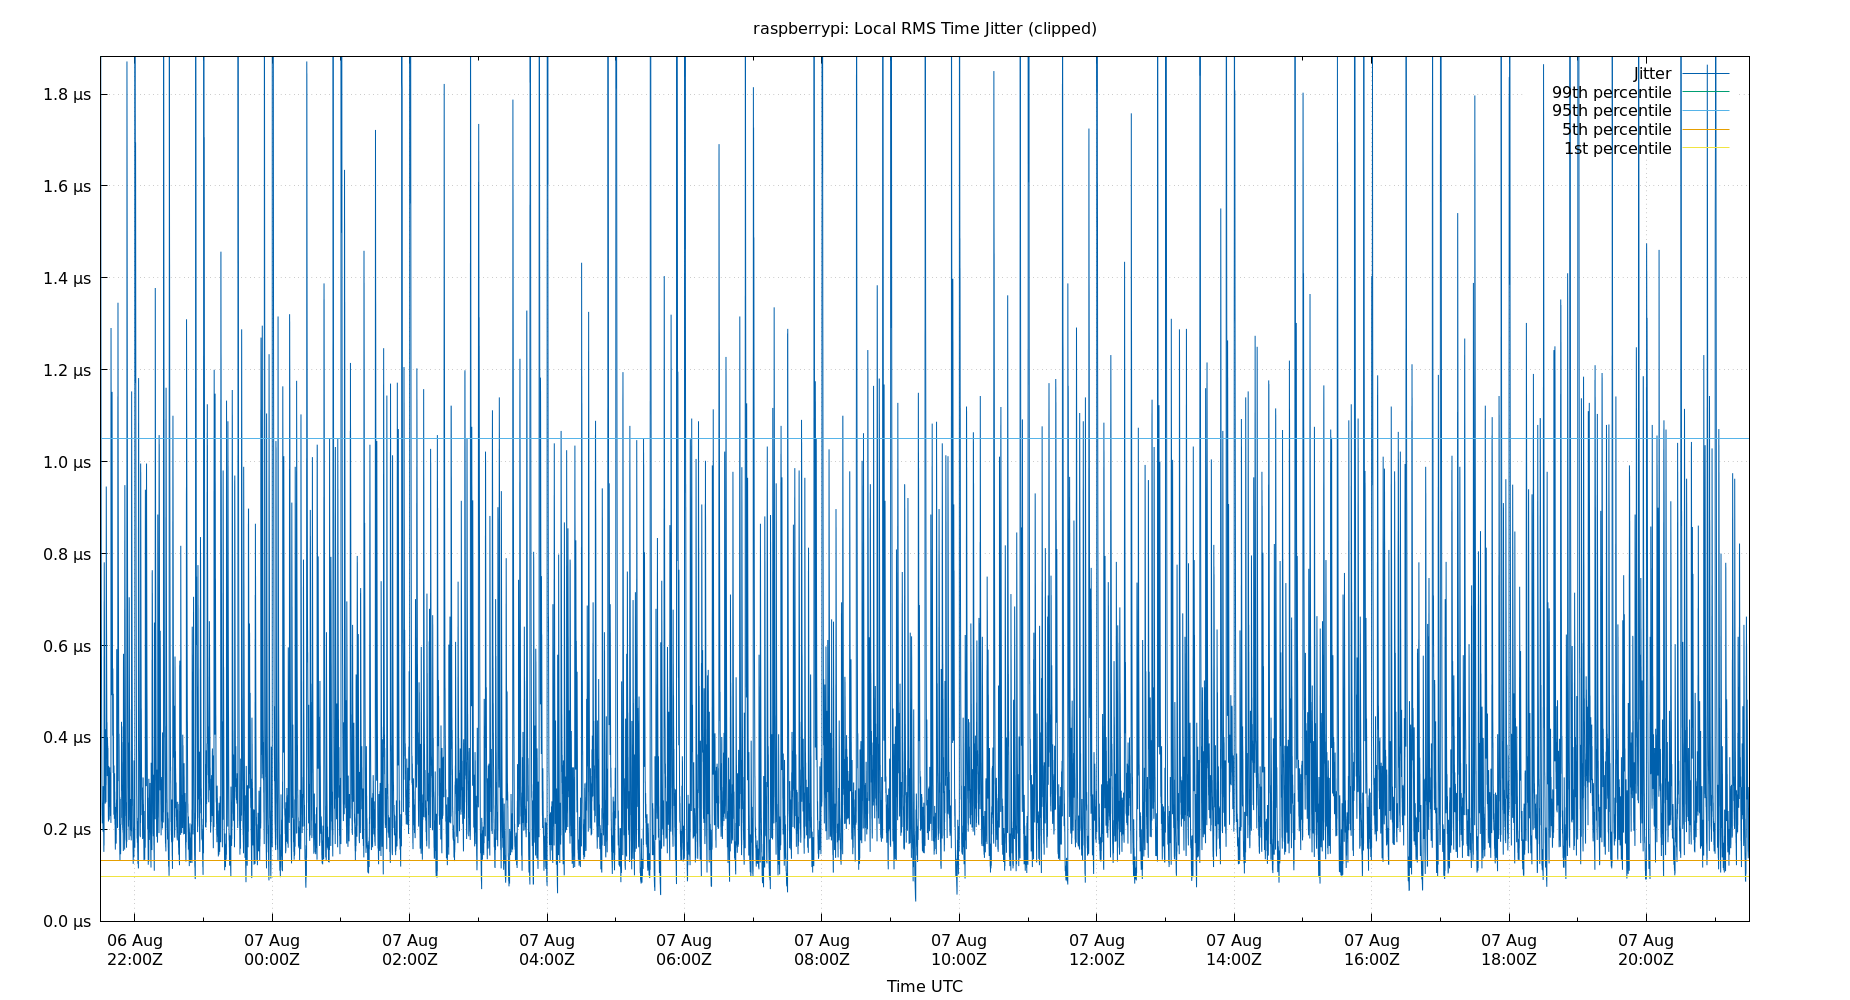 raspberrypi: Local RMS Time Jitter (clipped)
Jitter
99th percentile
95th percentile
5th percentile
1st percentile
1.8 µs
1.6 µs
1.4 µs
1.2 µs
1.0 µs
0.8 µs
0.6 µs
0.4 µs
0.2 µs
0.0 µs
06 Aug 07 Aug 07 Aug 07 Aug 07 Aug 07 Aug 07 Aug 07 Aug 07 Aug 07 Aug 07 Aug 07 Aug
22:00Z 00:00Z 02:00Z 04:00Z 06:00Z 08:00Z 10:00Z 12:00Z 14:00Z 16:00Z 18:00Z 20:00Z
Time UTC